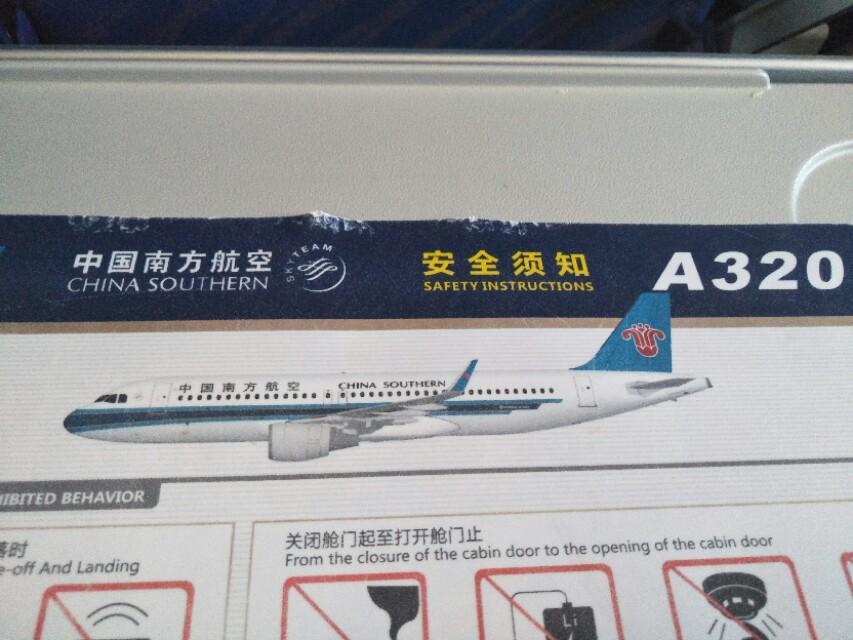 中国南方航空
CHINA SOUTHERN
SKYTEAM
安全须知
SAFETY INSTRUCTIONS
A320
中国南方航空 CHINA SOUTHERN
BEHAVIOR
关闭舱门起至打开舱门止
From the closure of the cabin door to the opening of the cabin door
时
And Landing
Li